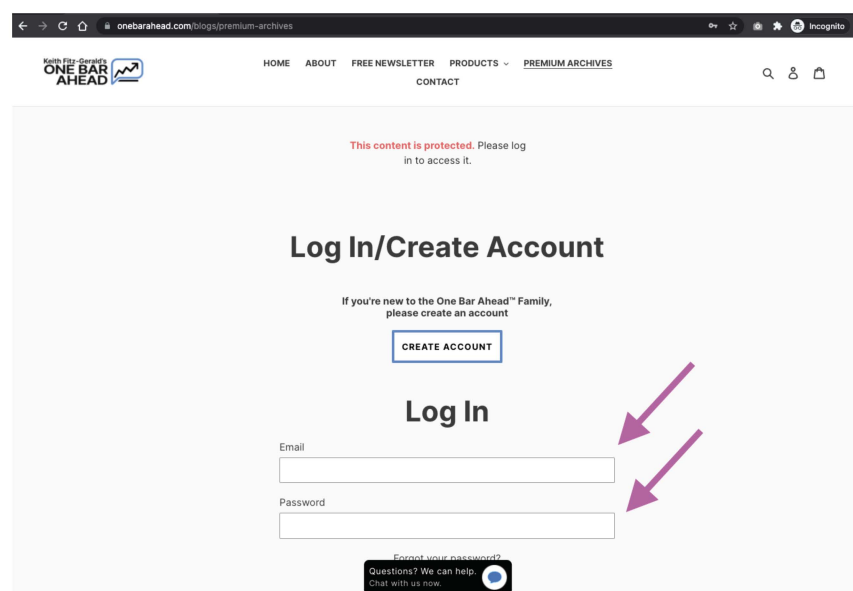 onebarahead.com/blogs/premium-archives
Incognito
Keith Fitz-Gerald's
ONE BAR
AHEAD
HOME ABOUT FREE NEWSLETTER PRODUCTS PREMIUM ARCHIVES
CONTACT
This content is protected. Please log
in to access it.
Log In/Create Account
If you're new to the One Bar Ahead™ Family,
please create an account
CREATE ACCOUNT
Log In
Email
Password
Forgot your password?
Questions? We can help.
Chat with us now.